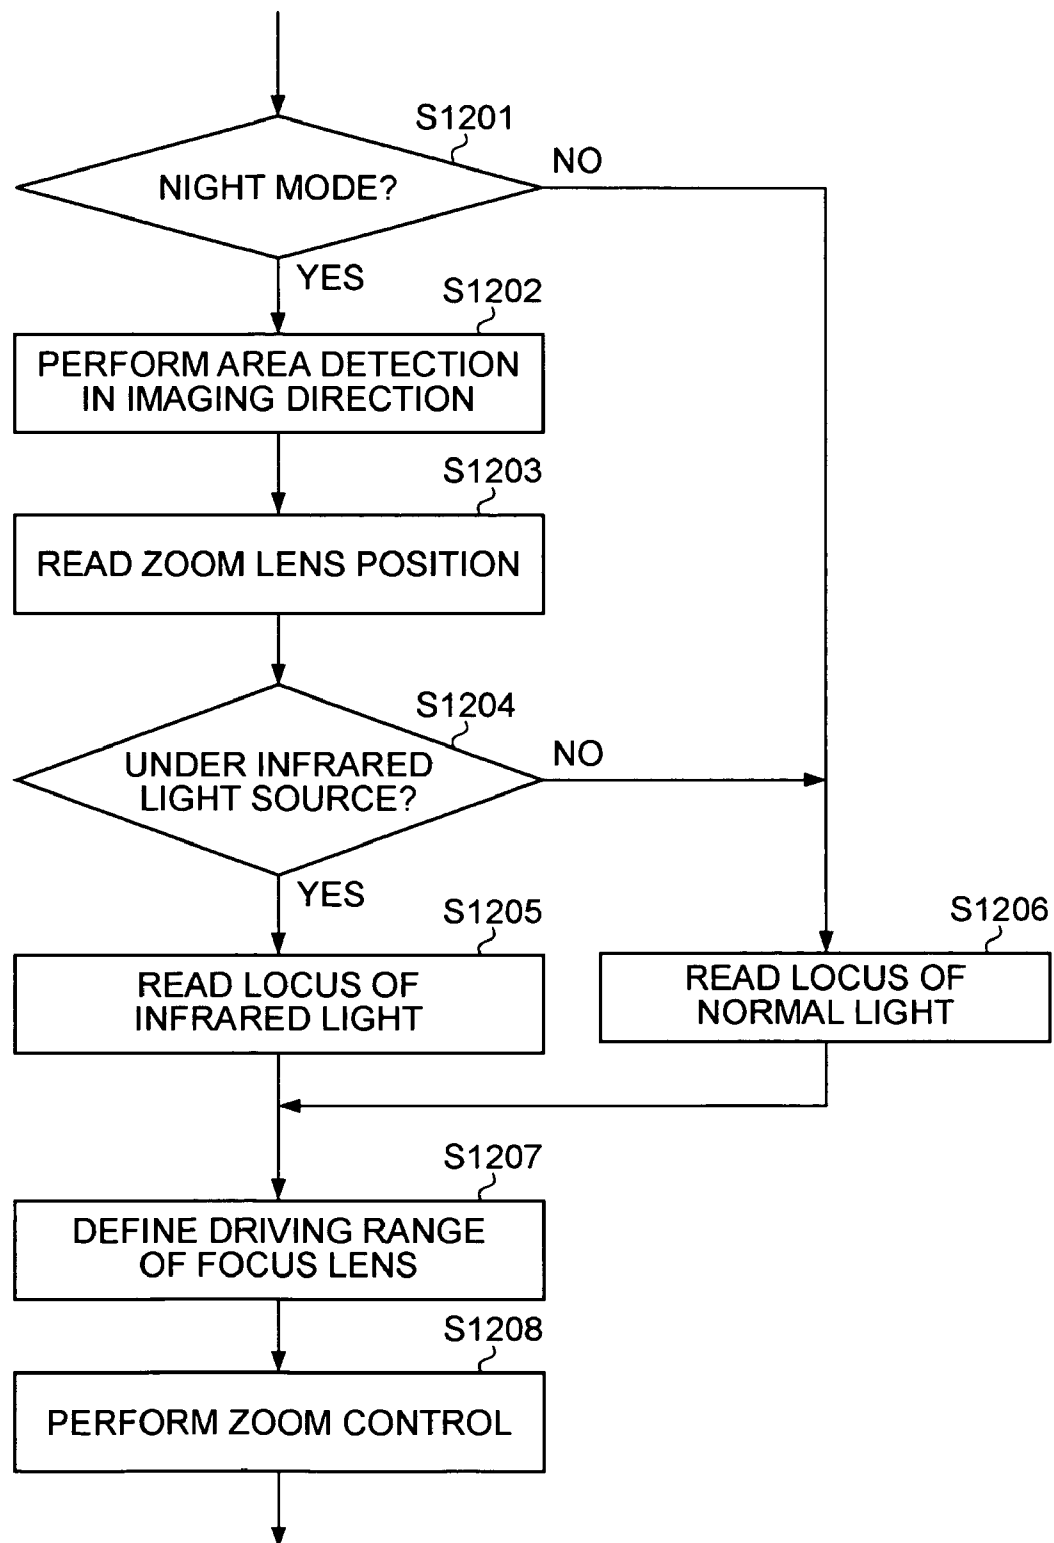 S1201
NIGHT MODE?
NO
YES
S1202
PERFORM AREA DETECTION
IN IMAGING DIRECTION
S1203
READ ZOOM LENS POSITION
S1204
UNDER INFRARED
LIGHT SOURCE?
NO
YES
S1205
READ LOCUS OF
INFRARED LIGHT
S1206
READ LOCUS OF
NORMAL LIGHT
S1207
DEFINE DRIVING RANGE
OF FOCUS LENS
S1208
PERFORM ZOOM CONTROL